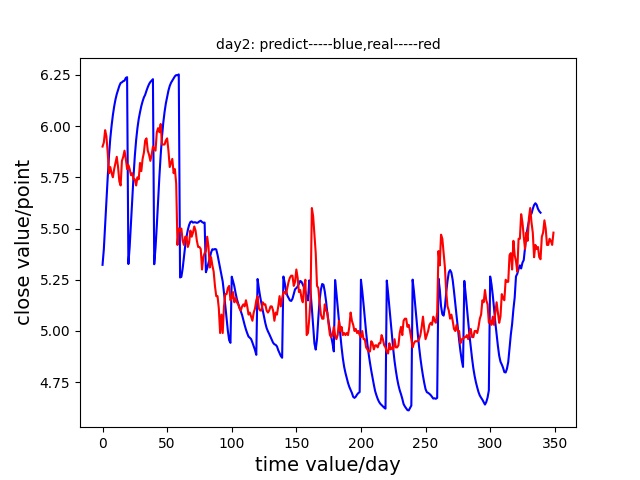 day2: predict-----blue,real-----red
close value/point
6.25
6.00
5.75
5.50
5.25
5.00
4.75
0 50 100 150 200 250 300 350
time value/day